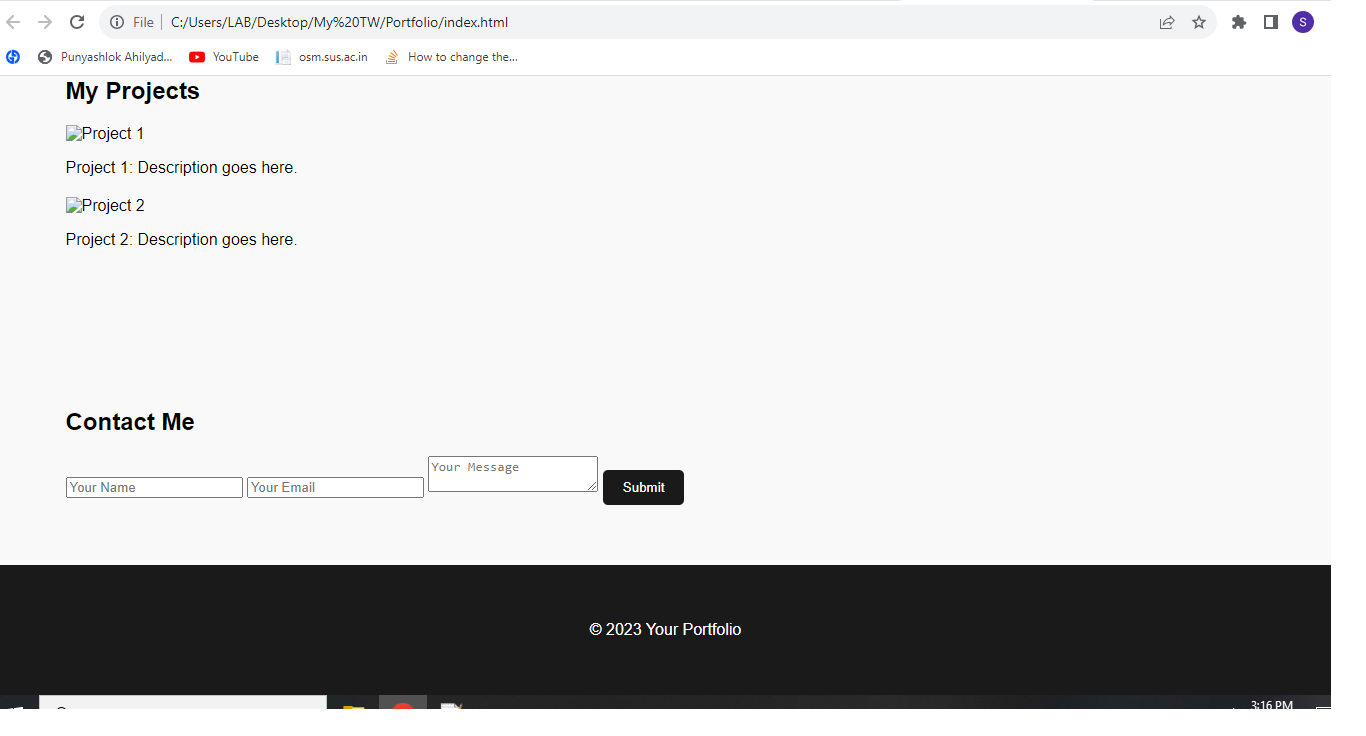 File C:/Users/LAB/Desktop/My%20TW/Portfolio/index.html
S
Punyashlok Ahilyad... YouTube osm.sus.ac.in How to change the...
My Projects
Project 1
Project 1: Description goes here.
Project 2
Project 2: Description goes here.
Contact Me
Your Name Your Email Your Message Submit
© 2023 Your Portfolio
3:16 PM